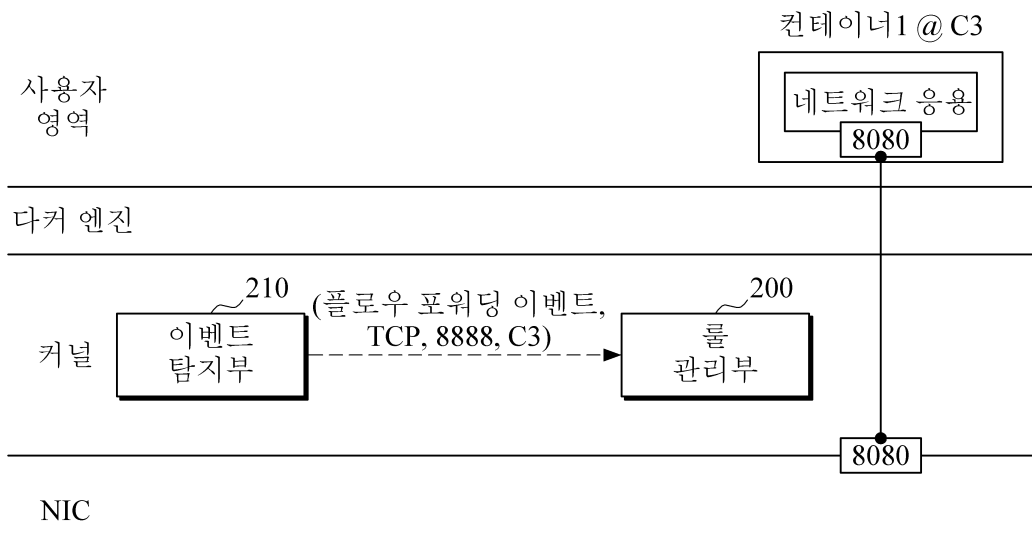 컨테이너1 @ C3
사용자
영역
네트워크 응용
8080
다커 엔진
210
(플로우 포워딩 이벤트,
TCP, 8888, C3)
200
커널
이벤트
탐지부
룰
관리부
8080
NIC